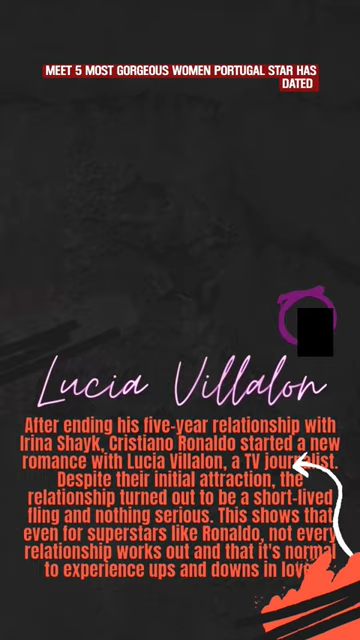 MEET 5 MOST GORGEOUS WOMEN PORTUGAL STAR HAS
DATED
Lucia Villalon
After ending his five-year relationship with
Irina Shayk, Cristiano Ronaldo started a new
romance with Lucia Villalon, a TV journalist.
Despite their initial attraction, the
relationship turned out to be a short-lived
fling and nothing serious. This shows that
even for superstars like Ronaldo, not every
relationship works out and that it's normal
to experience ups and downs in love.